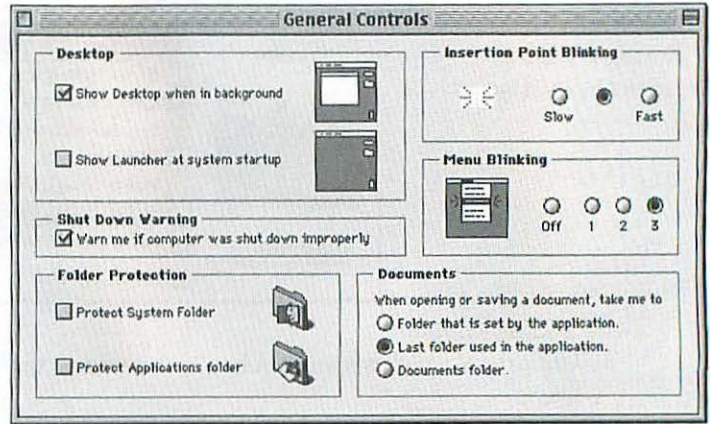 General Controls
Desktop
Show Desktop when in background
Show Launcher at system startup
Shut Down Warning
Warn me if computer was shut down improperly
Folder Protection
Protect System Folder
Protect Applications folder
Insertion Point Blinking
Slow
Fast
Menu Blinking
Off 1 2 3
Documents
When opening or saving a document, take me to
Folder that is set by the application.
Last folder used in the application.
Documents folder.